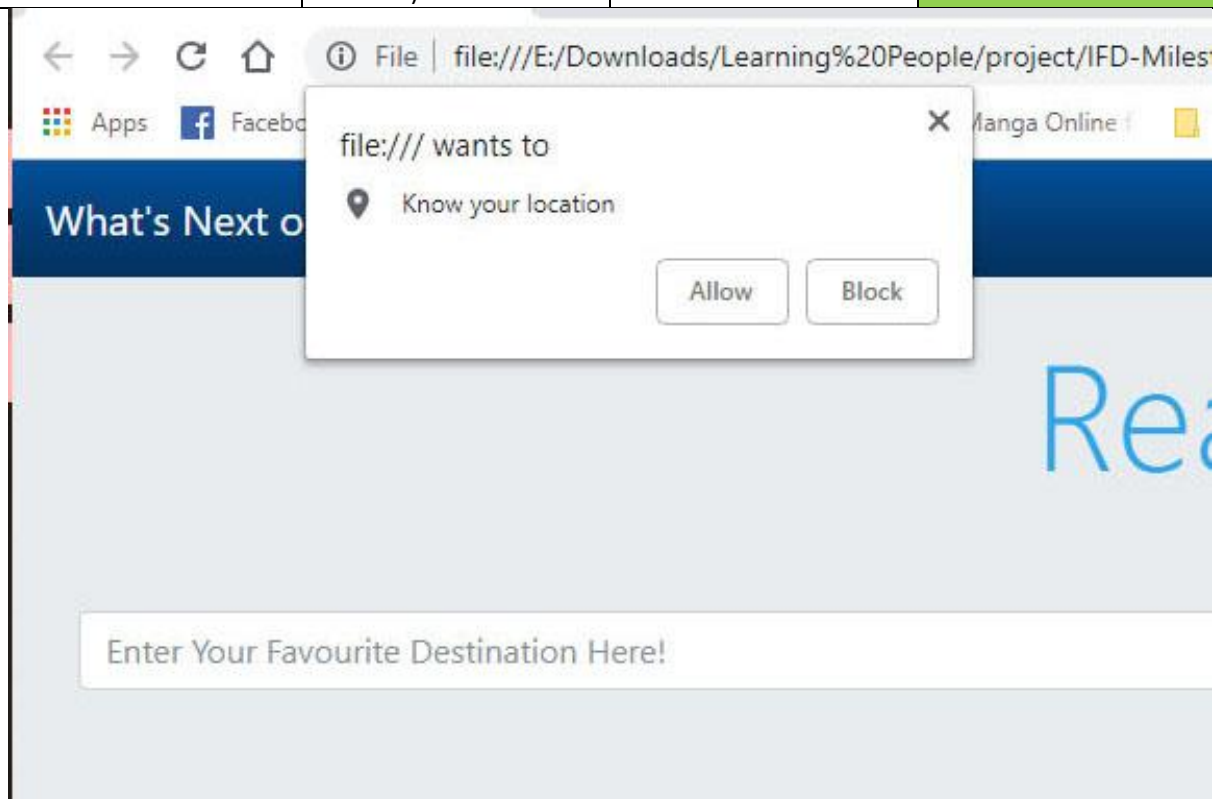 File | file:///E:/Downloads/Learning%20People/project/IFD-Miles
Apps Facebo Manga Online
file:/// wants to
Know your location
What's Next o
Allow Block
Rea
Enter Your Favourite Destination Here!